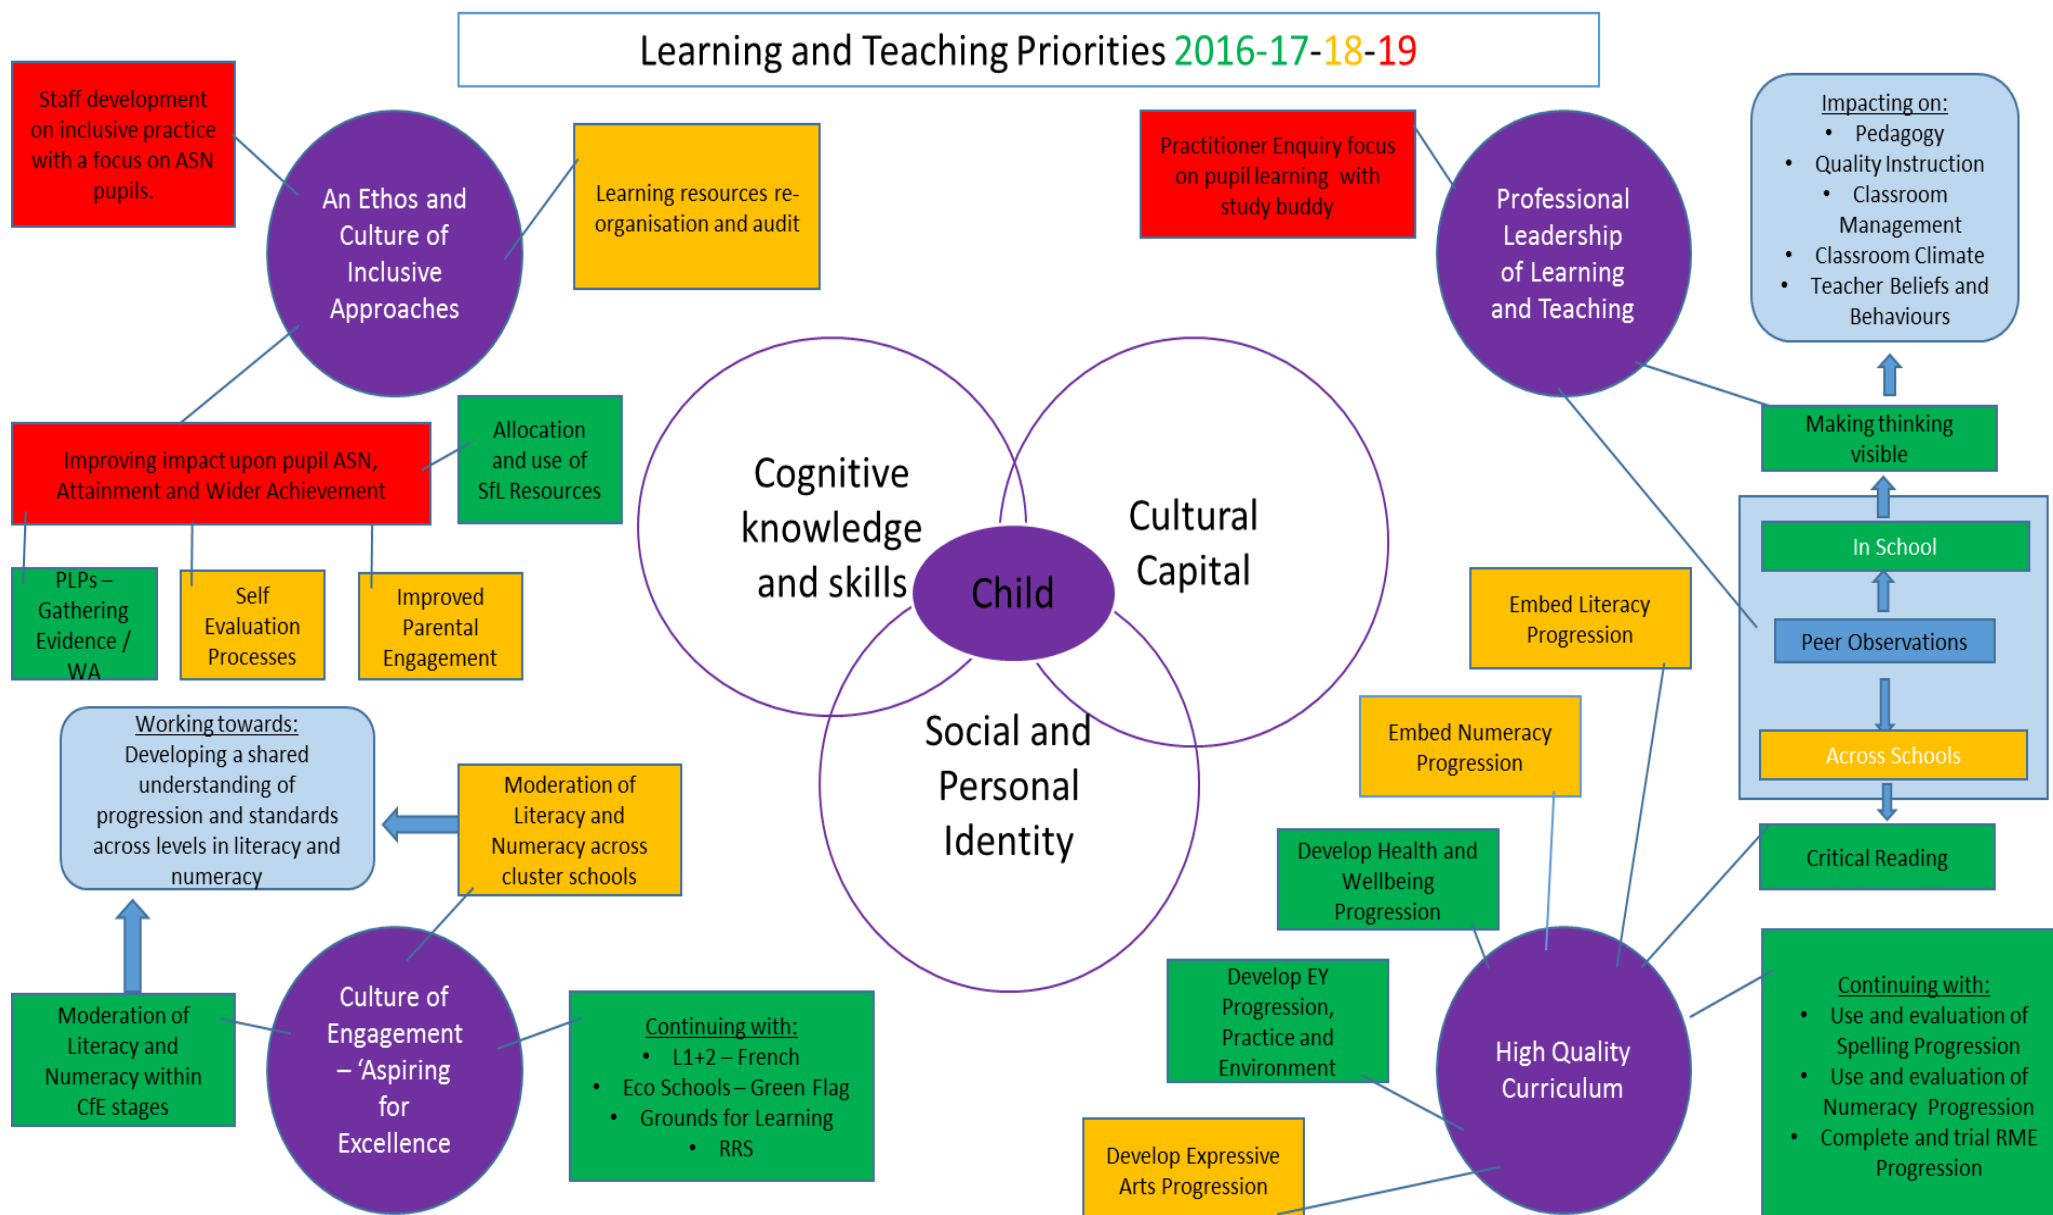 Learning and Teaching Priorities 2016-17-18-19
Staff development
on inclusive practice
with a focus on ASN
pupils.
An Ethos and
Culture of
Inclusive
Approaches
Learning resources re-
organisation and audit
Improving impact upon pupil ASN,
Attainment and Wider Achievement
Allocation
and use of
SfL Resources
PLPs –
Gathering
Evidence /
WA
Self
Evaluation
Processes
Improved
Parental
Engagement
Practitioner Enquiry focus
on pupil learning with
study buddy
Professional
Leadership
of Learning
and Teaching
Impacting on:
• Pedagogy
• Quality Instruction
• Classroom
Management
• Classroom Climate
• Teacher Beliefs and
Behaviours
Making thinking
visible
In School
Peer Observations
Across Schools
Critical Reading
Cognitive
knowledge
and skills
Cultural
Capital
Child
Social and
Personal
Identity
Working towards:
Developing a shared
understanding of
progression and standards
across levels in literacy and
numeracy
Moderation of
Literacy and
Numeracy across
cluster schools
Moderation of
Literacy and
Numeracy within
CfE stages
Culture of
Engagement
– ‘Aspiring
for
Excellence
Continuing with:
• L1+2 – French
• Eco Schools – Green Flag
• Grounds for Learning
• RRS
Embed Literacy
Progression
Embed Numeracy
Progression
Develop Health and
Wellbeing
Progression
Develop EY
Progression,
Practice and
Environment
Develop Expressive
Arts Progression
High Quality
Curriculum
Continuing with:
• Use and evaluation of
Spelling Progression
• Use and evaluation of
Numeracy Progression
• Complete and trial RME
Progression